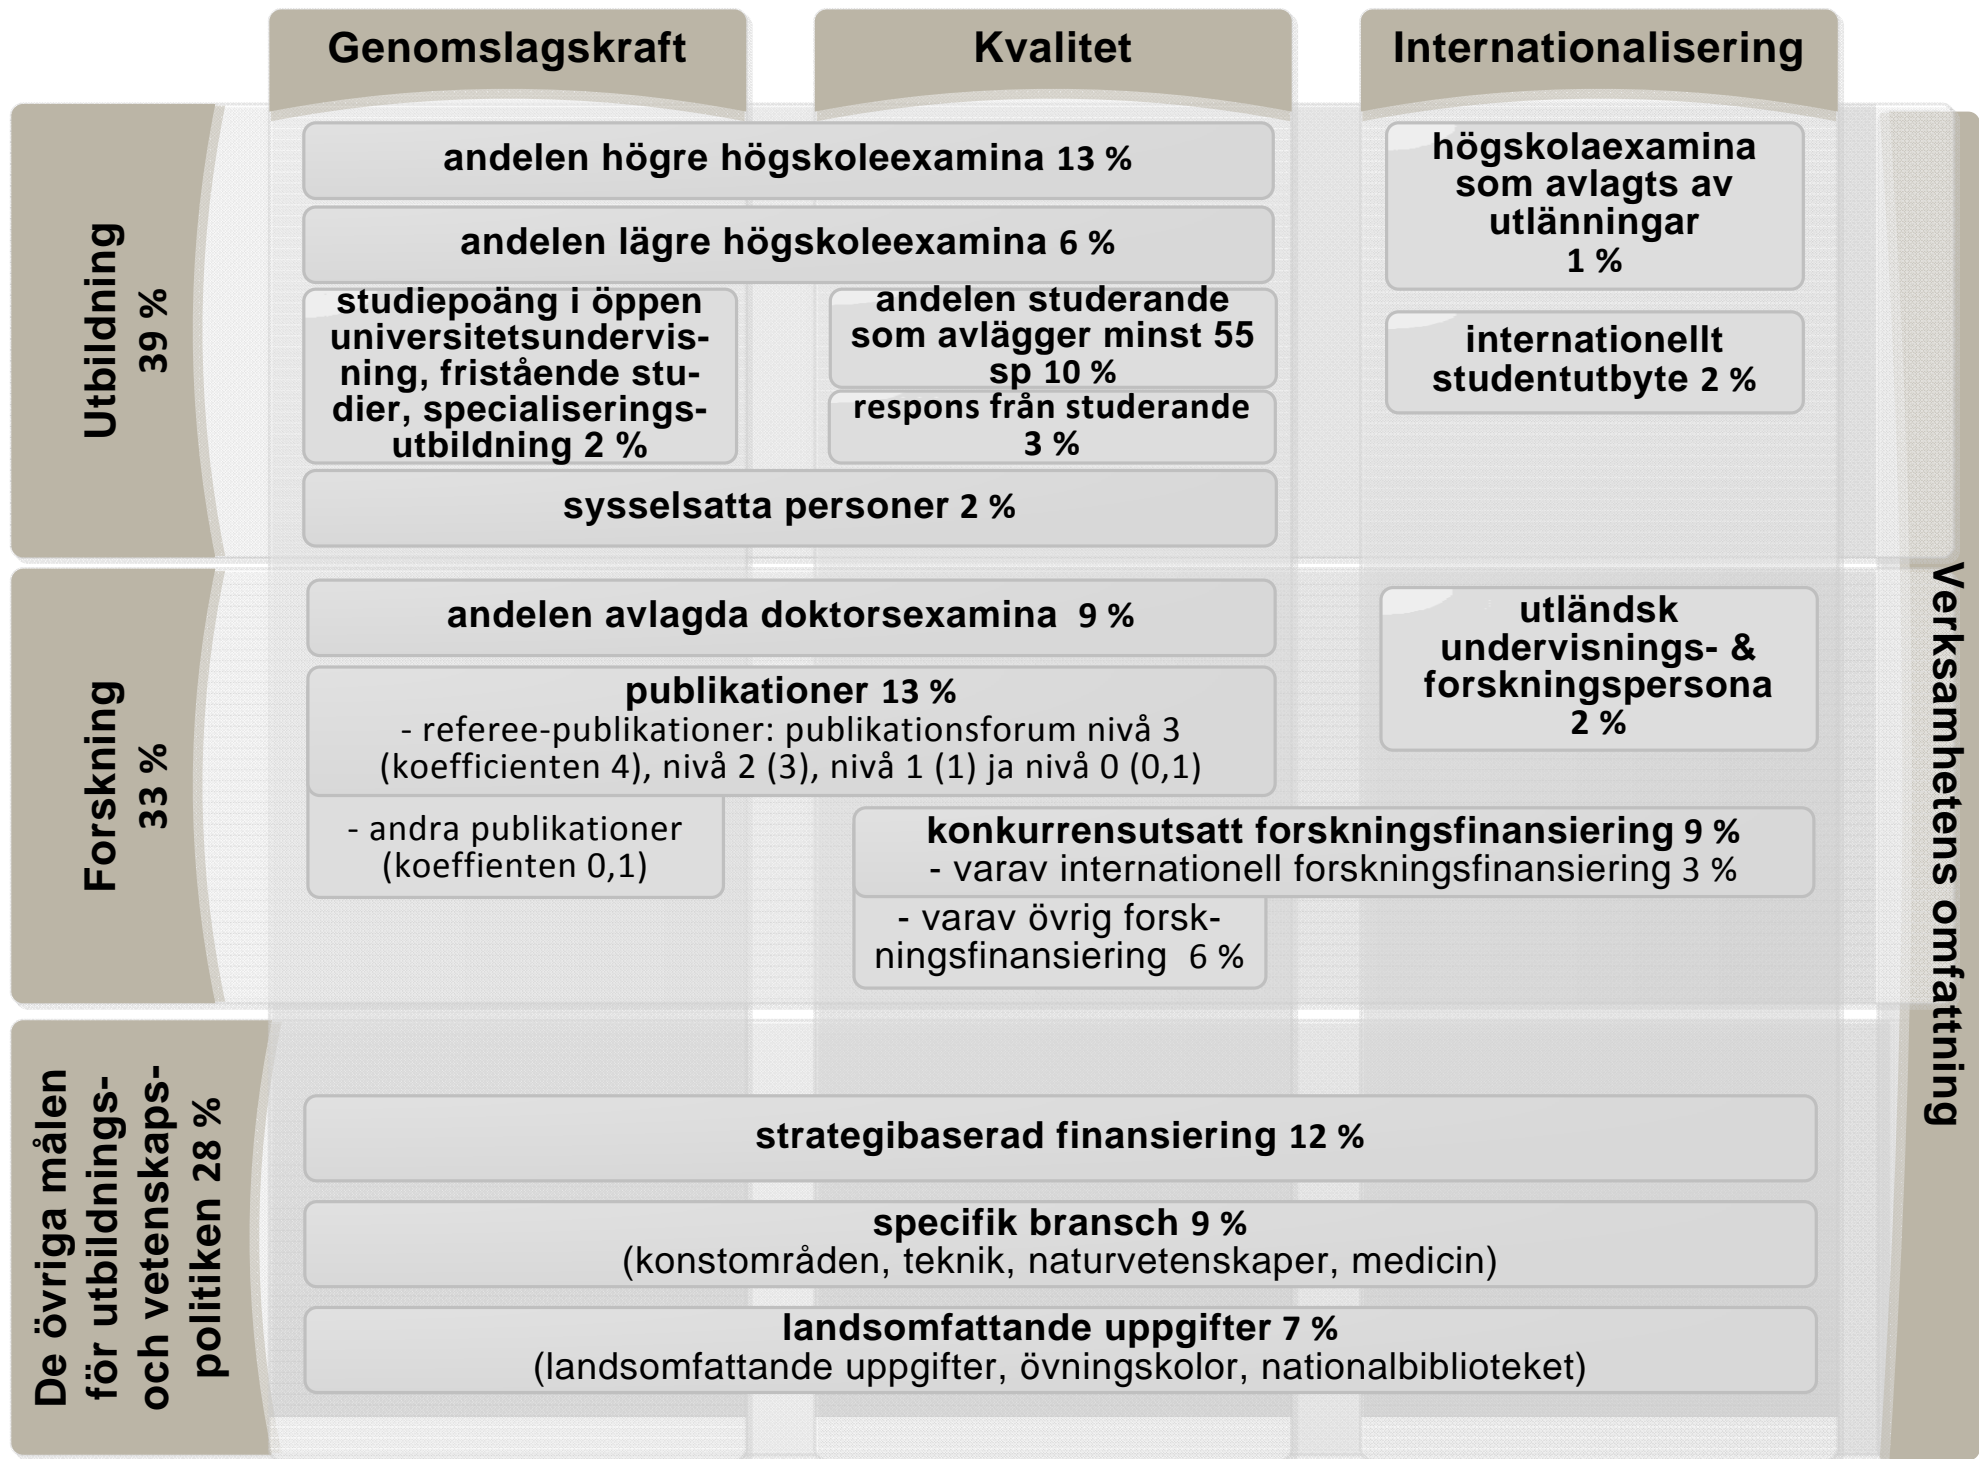 Genomslagskraft
Kvalitet
Internationalisering
Utbildning
39 %
andelen högre högskoleexamina 13 %
andelen lägre högskoleexamina 6 %
studiepoäng i öppen
universitetsundervis-
ning, fristående stu-
dier, specialiserings-
utbildning 2 %
andelen studerande
som avlägger minst 55
sp 10 %
respons från studerande
3 %
sysselsatta personer 2 %
högskolaexamina
som avlagts av
utlänningar
1 %
internationellt
studentutbyte 2 %
Forskning
33 %
andelen avlagda doktorsexamina 9 %
publikationer 13 %
- referee-publikationer: publikationsforum nivå 3
(koefficienten 4), nivå 2 (3), nivå 1 (1) ja nivå 0 (0,1)
- andra publikationer
(koeffienten 0,1)
utländsk
undervisnings- &
forskningspersona
2 %
konkurrensutsatt forskningsfinansiering 9 %
- varav internationell forskningsfinansiering 3 %
- varav övrig forsk-
ningsfinansiering 6 %
De övriga målen
för utbildnings-
och vetenskaps-
politiken 28 %
strategibaserad finansiering 12 %
specifik bransch 9 %
(konstområden, teknik, naturvetenskaper, medicin)
landsomfattande uppgifter 7 %
(landsomfattande uppgifter, övningskolor, nationalbiblioteket)
Verksamhetens omfattning